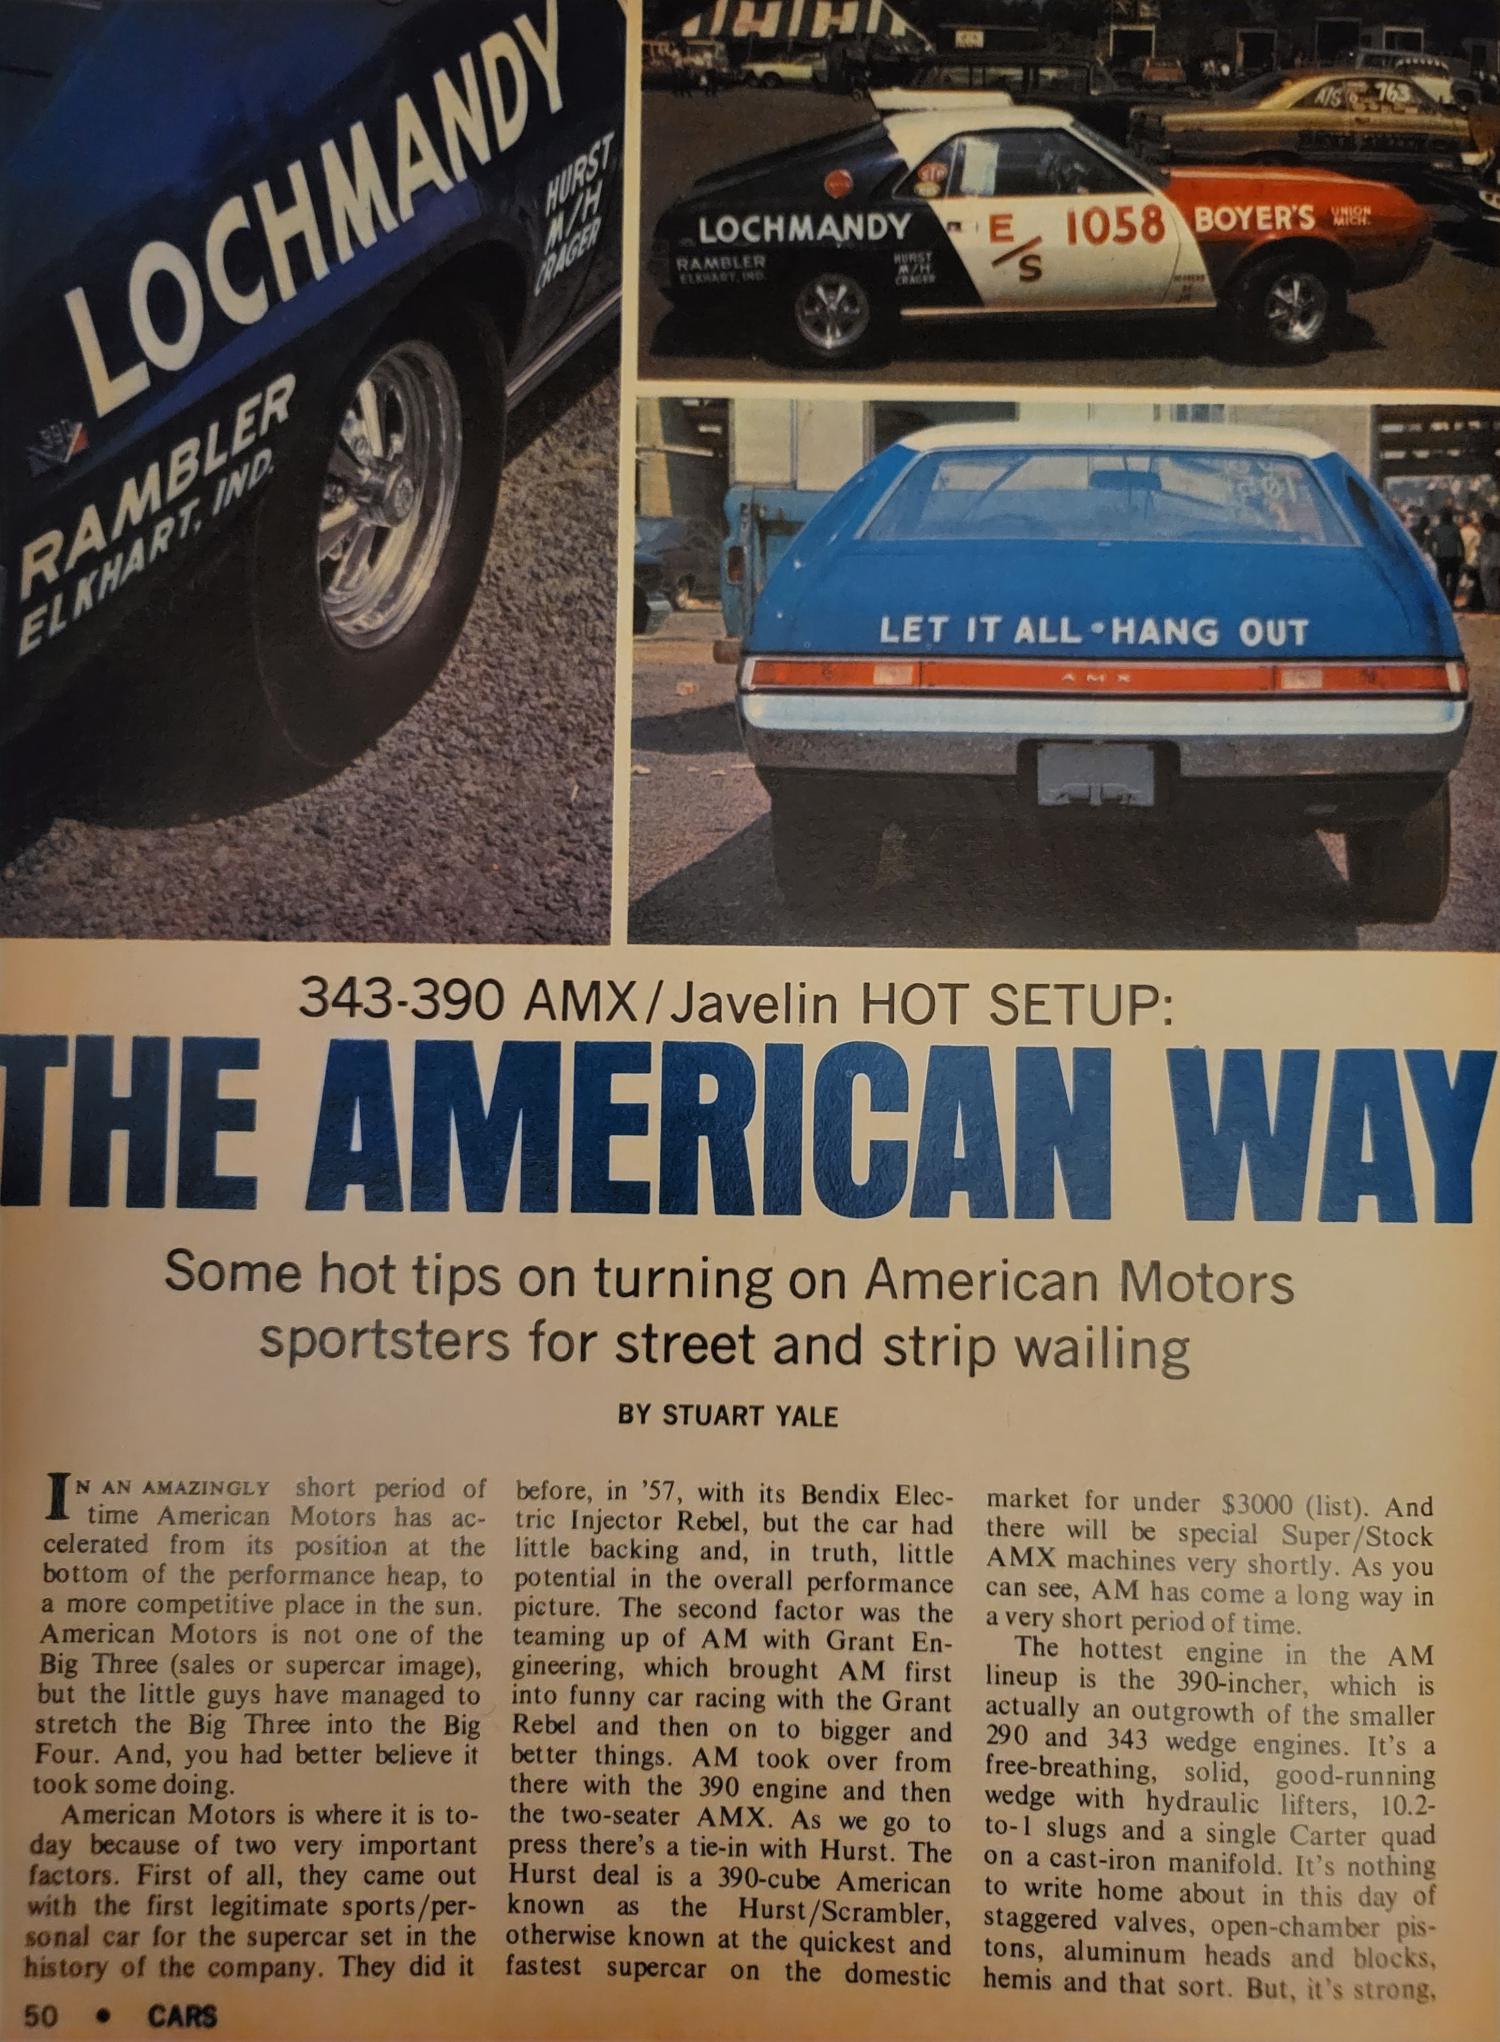 LOCHMANDY
HURST
M/H
CRAGER
390
RAMBLER
ELKHART, IND.
A/S 763
STP
LOCHMANDY
E/S
1058
BOYER'S
UNION
MICH.
RAMBLER
ELKHART, IND.
HURST
M/H
CRAGER
LET IT ALL • HANG OUT
AMX
343-390 AMX/Javelin HOT SETUP:
THE AMERICAN WAY
Some hot tips on turning on American Motors
sportsters for street and strip wailing
BY STUART YALE
IN AN AMAZINGLY short period of
time American Motors has ac-
celerated from its position at the
bottom of the performance heap, to
a more competitive place in the sun.
American Motors is not one of the
Big Three (sales or supercar image),
but the little guys have managed to
stretch the Big Three into the Big
Four. And, you had better believe it
took some doing.
American Motors is where it is to-
day because of two very important
factors. First of all, they came out
with the first legitimate sports/per-
sonal car for the supercar set in the
history of the company. They did it
before, in '57, with its Bendix Elec-
tric Injector Rebel, but the car had
little backing and, in truth, little
potential in the overall performance
picture. The second factor was the
teaming up of AM with Grant En-
gineering, which brought AM first
into funny car racing with the Grant
Rebel and then on to bigger and
better things. AM took over from
there with the 390 engine and then
the two-seater AMX. As we go to
press there's a tie-in with Hurst. The
Hurst deal is a 390-cube American
known as the Hurst/Scrambler,
otherwise known at the quickest and
fastest supercar on the domestic
market for under $3000 (list). And
there will be special Super/Stock
AMX machines very shortly. As you
can see, AM has come a long way in
a very short period of time.
The hottest engine in the AM
lineup is the 390-incher, which is
actually an outgrowth of the smaller
290 and 343 wedge engines. It's a
free-breathing, solid, good-running
wedge with hydraulic lifters, 10.2-
to-1 slugs and a single Carter quad
on a cast-iron manifold. It's nothing
to write home about in this day of
staggered valves, open-chamber pis-
tons, aluminum heads and blocks,
hemis and that sort. But, it's strong,
50 • CARS